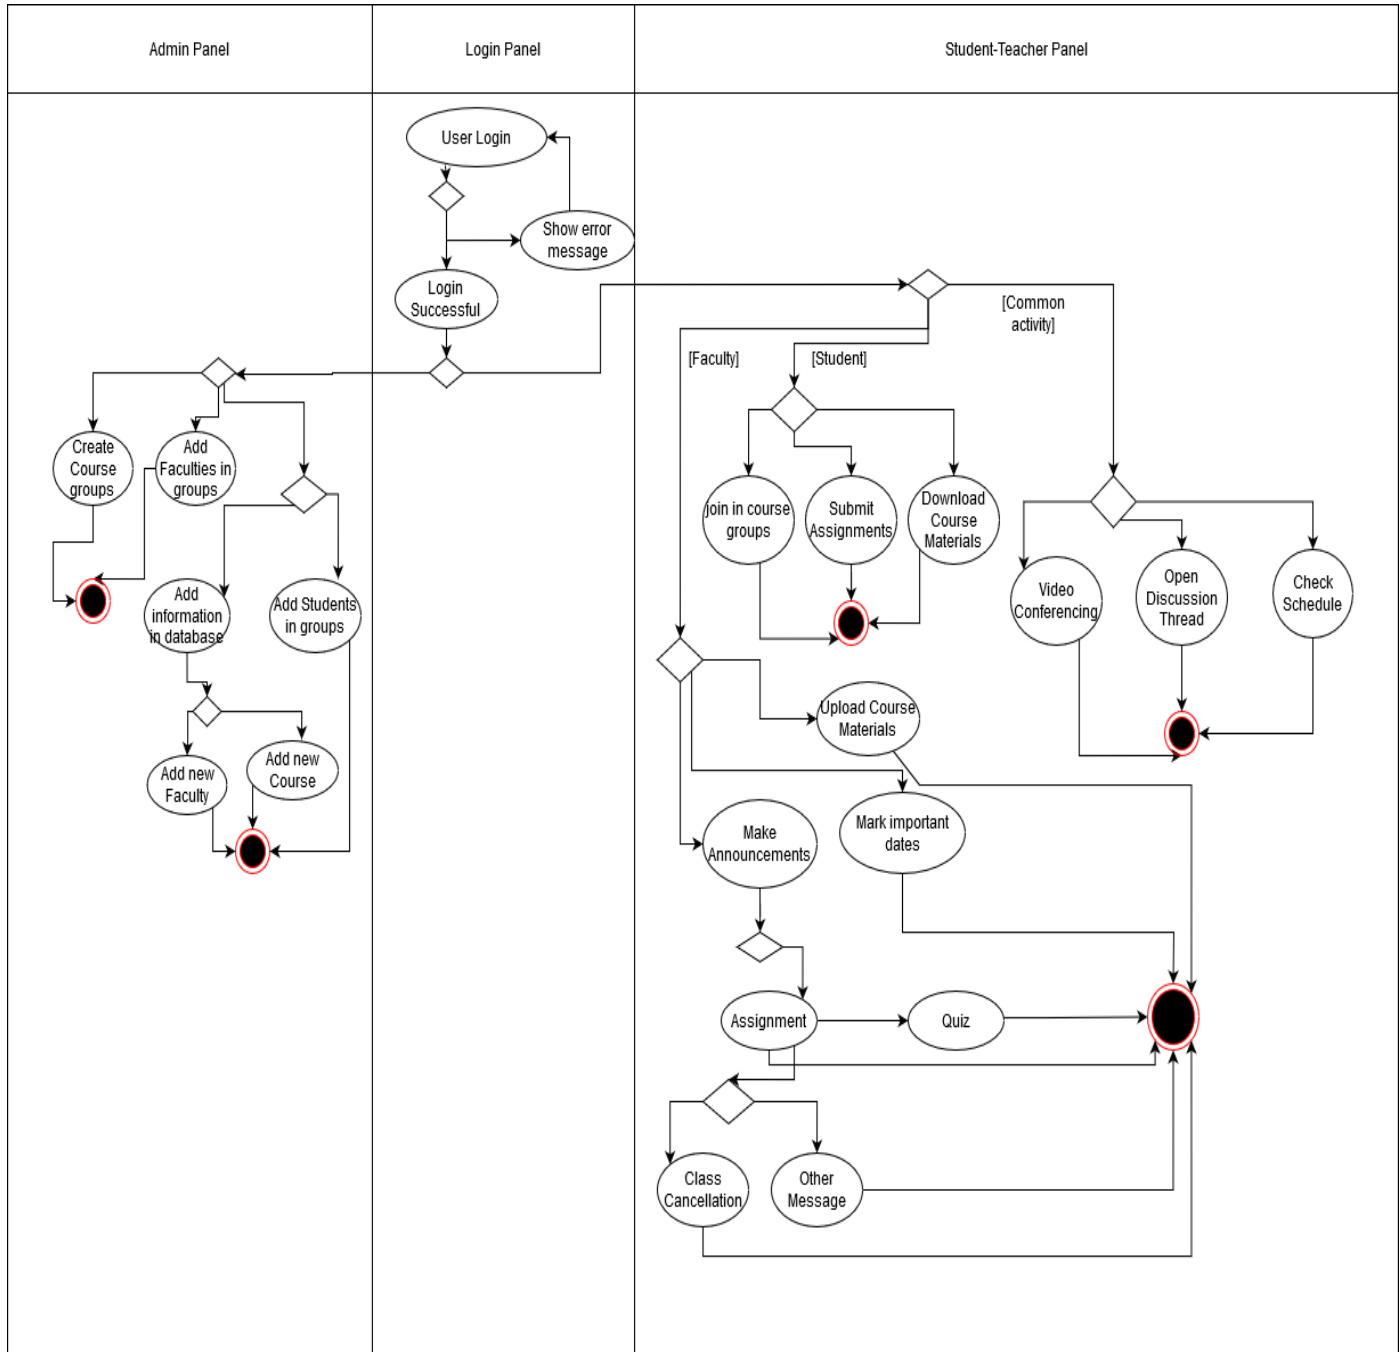 Admin Panel
Login Panel
Student-Teacher Panel
User Login
Show error
message
Login
Successful
[Common
activity]
[Faculty]
[Student]
Create
Course
groups
Add
Faculties in
groups
join in course
groups
Submit
Assignments
Download
Course
Materials
Add
information
in database
Add Students
in groups
Video
Conferencing
Open
Discussion
Thread
Check
Schedule
Upload Course
Materials
Add new
Faculty
Add new
Course
Make
Announcements
Mark important
dates
Assignment
Quiz
Class
Cancellation
Other
Message